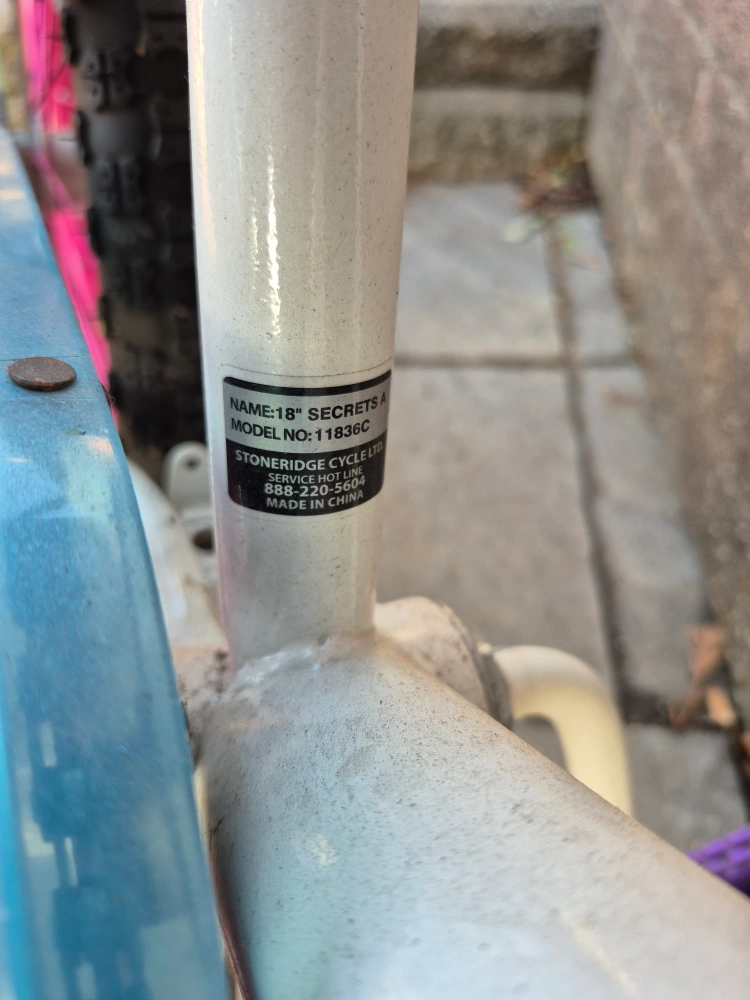 NAME:18" SECRETS A
MODEL NO:11836C
STONERIDGE CYCLE LTD.
SERVICE HOT LINE
888-220-5604
MADE IN CHINA